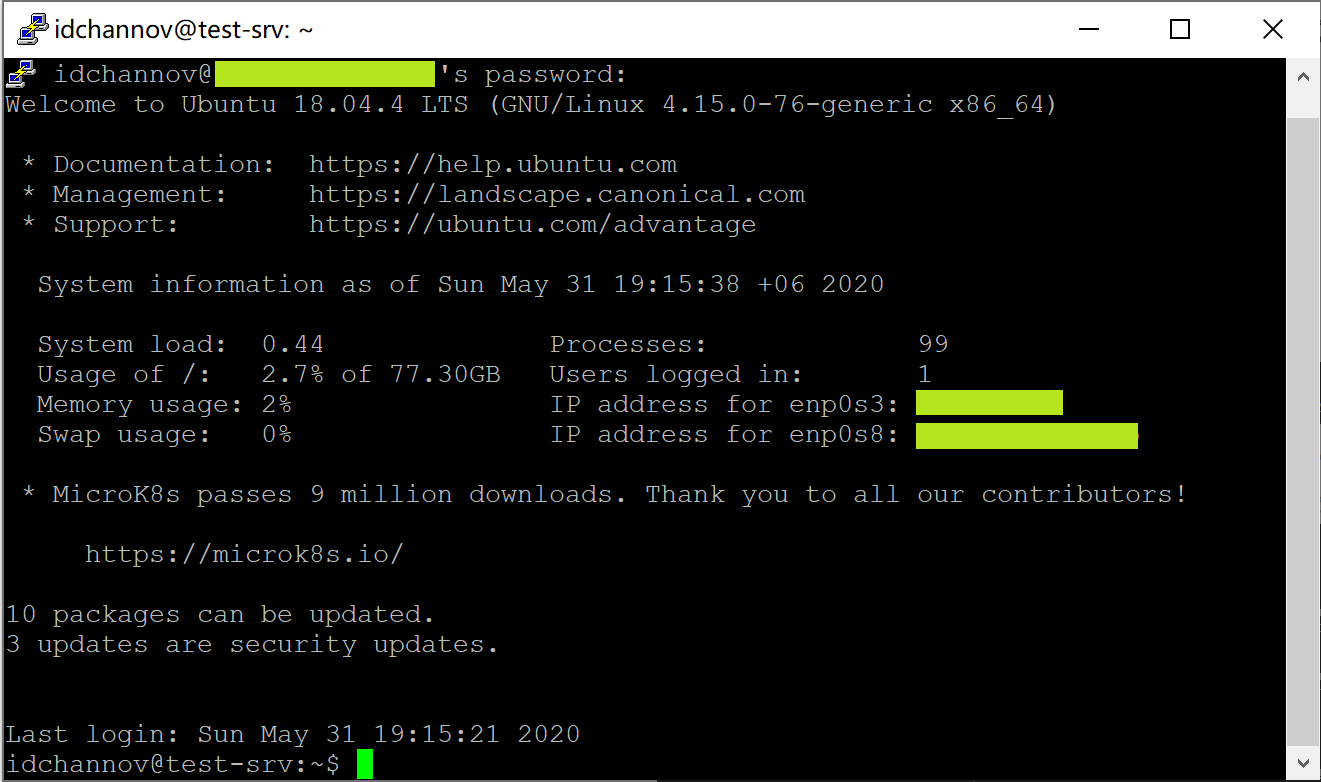 idchannov@test-srv: ~
idchannov@ 's password:
Welcome to Ubuntu 18.04.4 LTS (GNU/Linux 4.15.0-76-generic x86_64)
* Documentation:  https://help.ubuntu.com
* Management:     https://landscape.canonical.com
* Support:        https://ubuntu.com/advantage
System information as of Sun May 31 19:15:38 +06 2020
System load:  0.44              Processes:             99
Usage of /:   2.7% of 77.30GB   Users logged in:       1
Memory usage: 2%                IP address for enp0s3:
Swap usage:   0%                IP address for enp0s8:
* MicroK8s passes 9 million downloads. Thank you to all our contributors!
https://microk8s.io/
10 packages can be updated.
3 updates are security updates.
Last login: Sun May 31 19:15:21 2020
idchannov@test-srv:~$